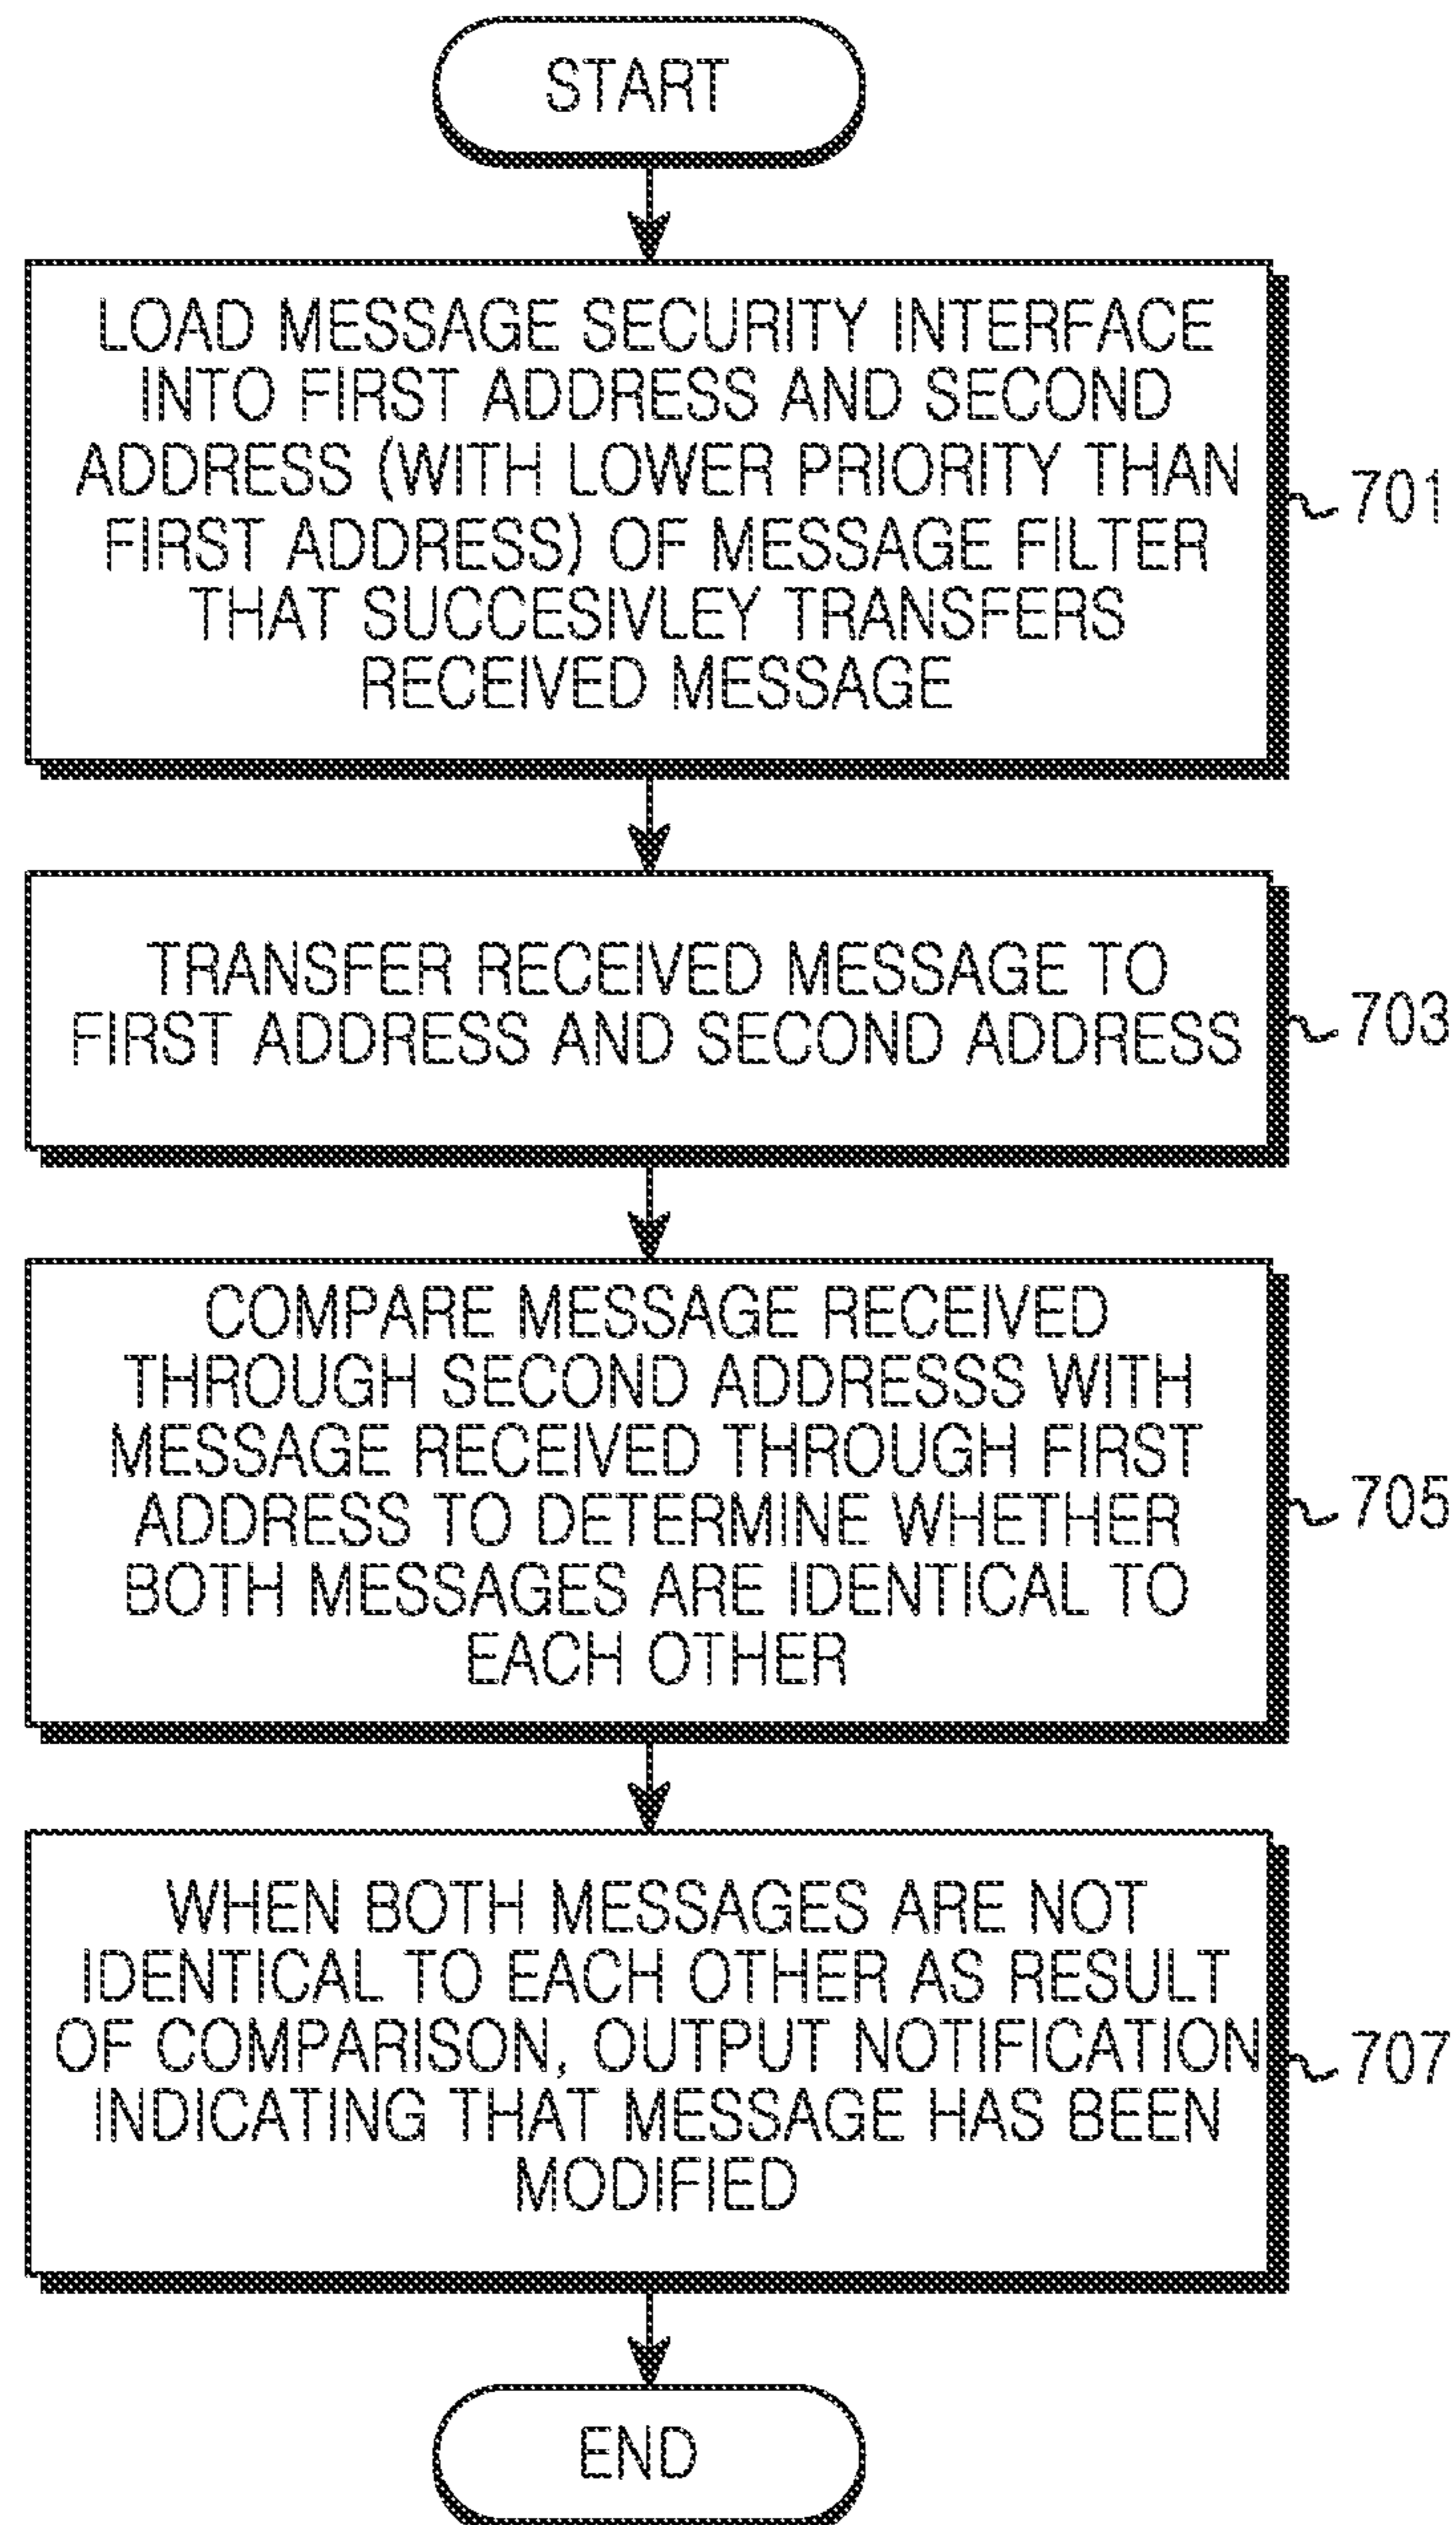 START
LOAD MESSAGE SECURITY INTERFACE
INTO FIRST ADDRESS AND SECOND
ADDRESS (WITH LOWER PRIORITY THAN
FIRST ADDRESS) OF MESSAGE FILTER
THAT SUCCESIVLEY TRANSFERS
RECEIVED MESSAGE
701
TRANSFER RECEIVED MESSAGE TO
FIRST ADDRESS AND SECOND ADDRESS
703
COMPARE MESSAGE RECEIVED
THROUGH SECOND ADDRESSS WITH
MESSAGE RECEIVED THROUGH FIRST
ADDRESS TO DETERMINE WHETHER
BOTH MESSAGES ARE IDENTICAL TO
EACH OTHER
705
WHEN BOTH MESSAGES ARE NOT
IDENTICAL TO EACH OTHER AS RESULT
OF COMPARISON, OUTPUT NOTIFICATION
INDICATING THAT MESSAGE HAS BEEN
MODIFIED
707
END